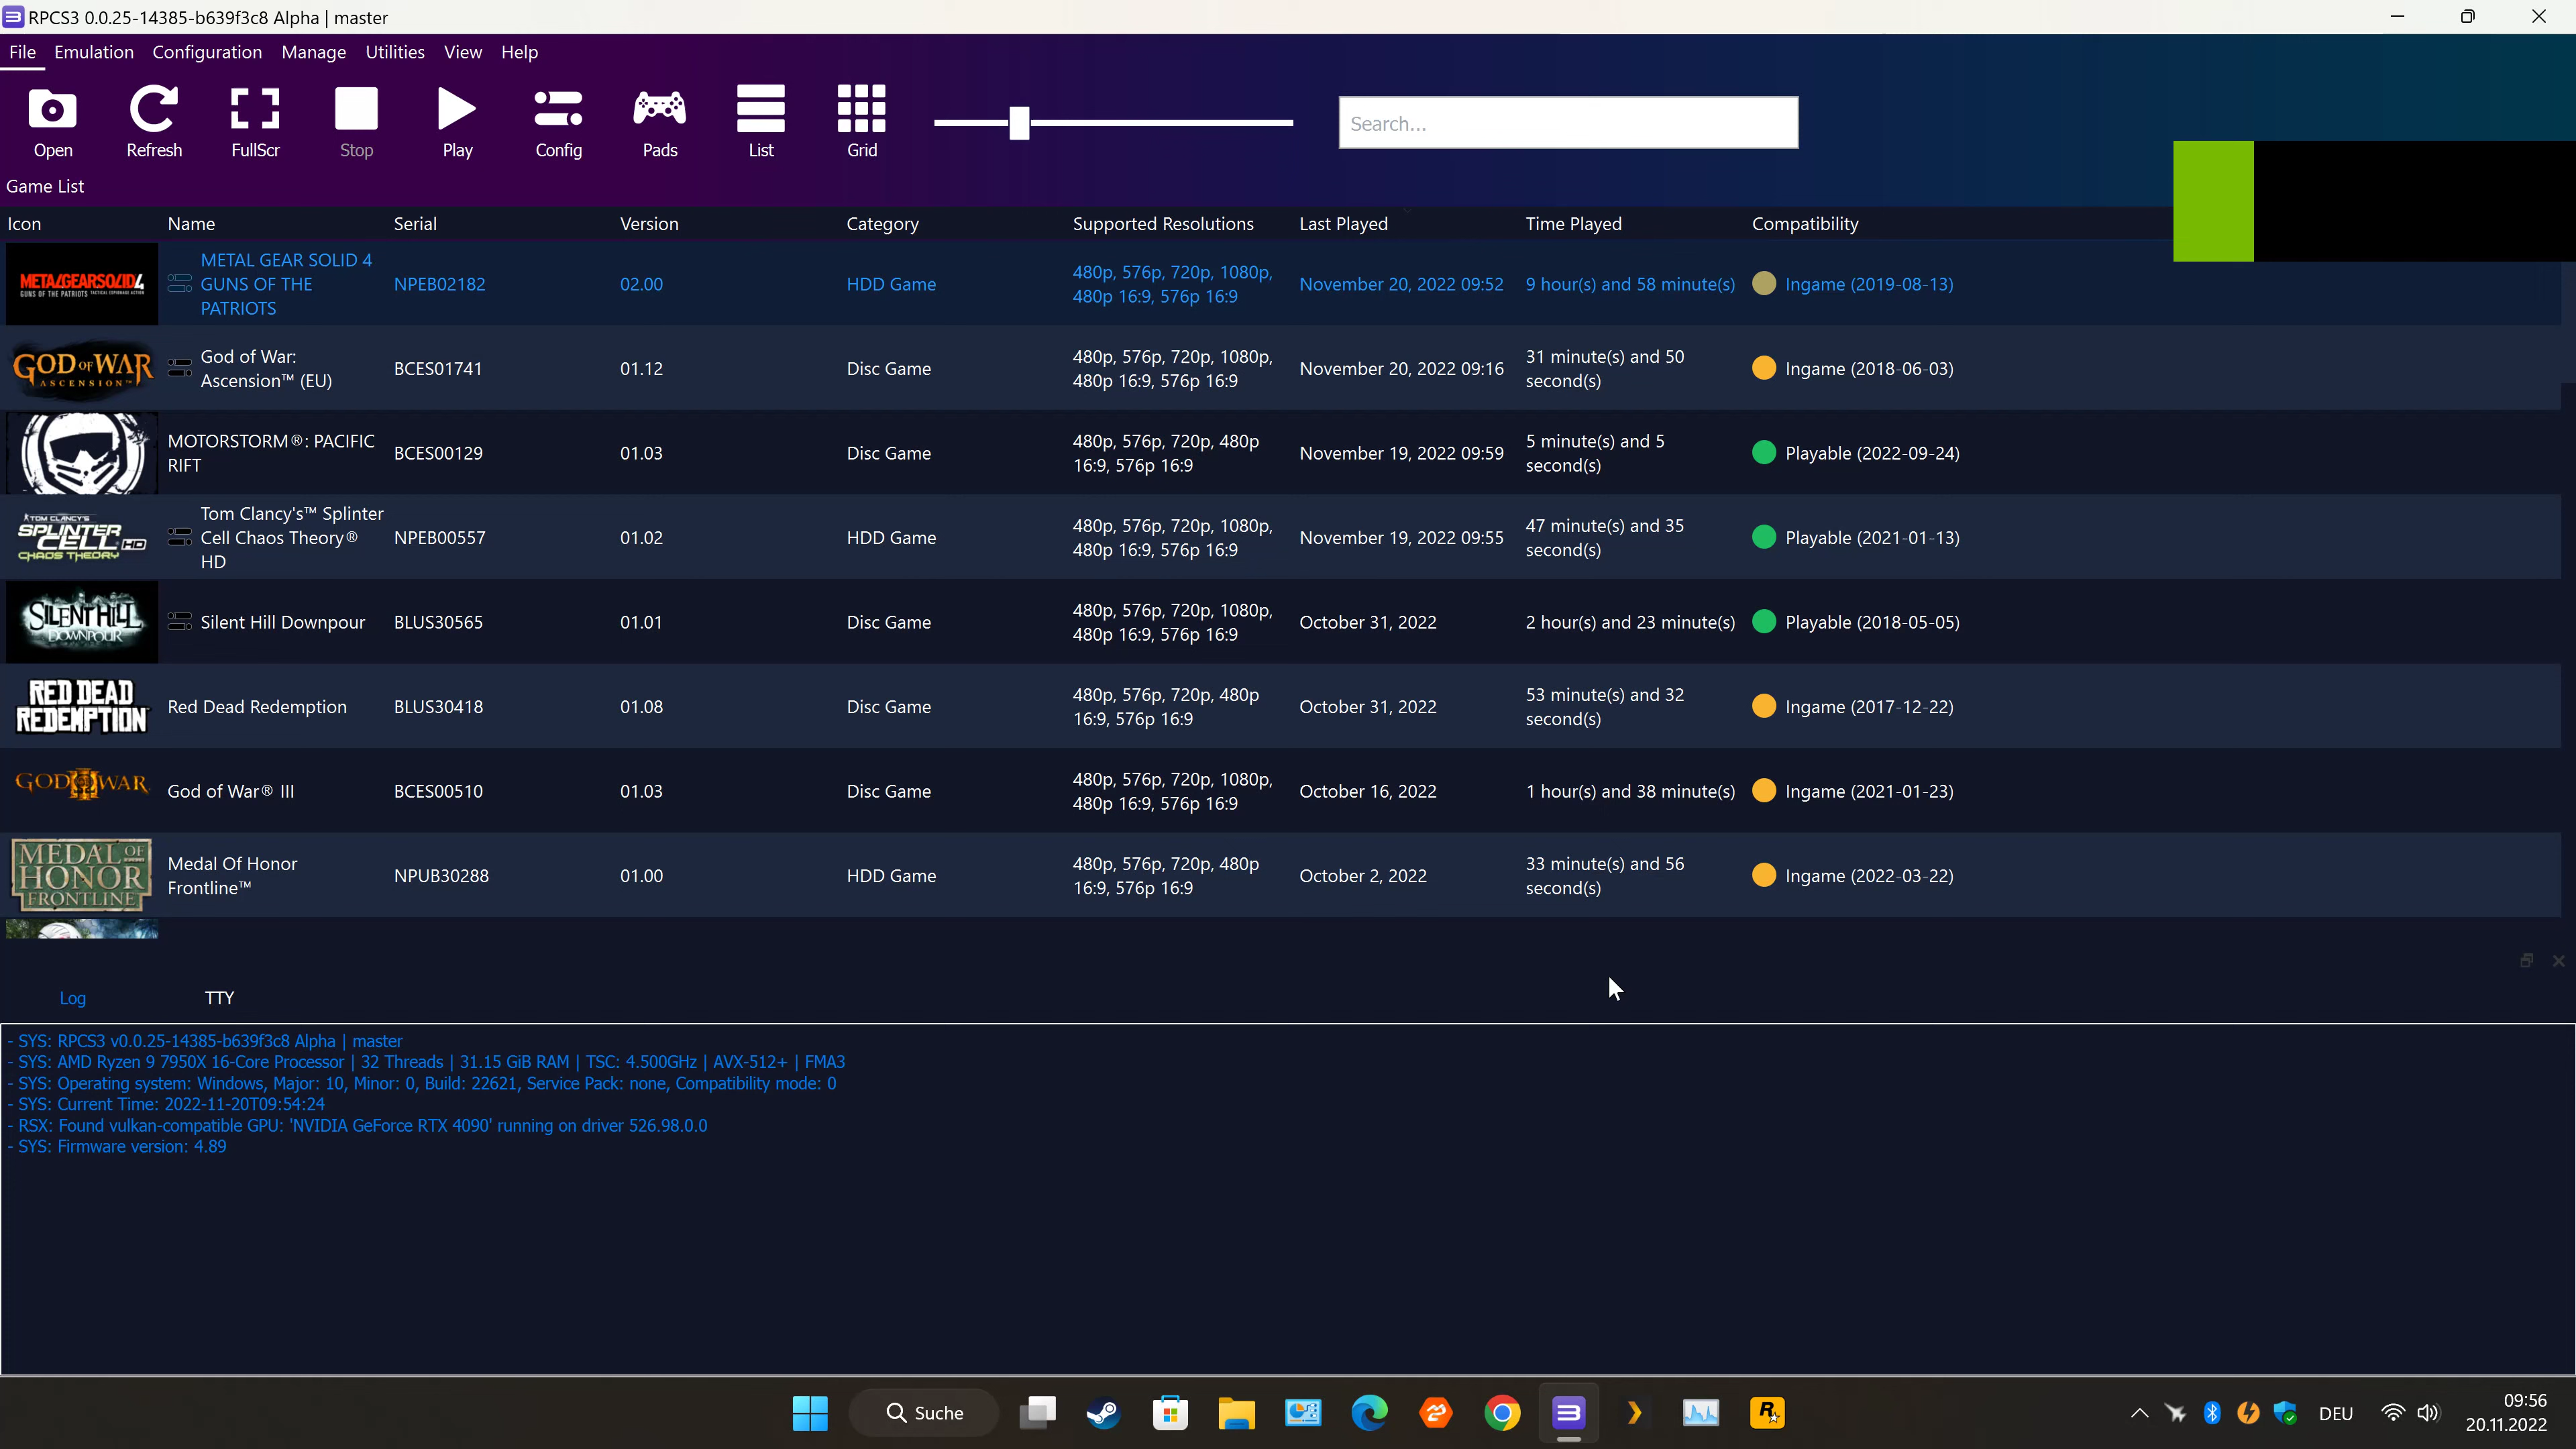 RPCS3 0.0.25-14385-b639f3c8 Alpha | master
File Emulation Configuration Manage Utilities View Help
Open Refresh FullScr Stop Play Config Pads List Grid
Search...
Game List
Icon Name Serial Version Category Supported Resolutions Last Played Time Played Compatibility
METAL GEAR SOLID 4
GUNS OF THE PATRIOTS TACTICAL ESPIONAGE ACTION
METAL GEAR SOLID 4
GUNS OF THE
PATRIOTS
NPEB02182
02.00
HDD Game
480p, 576p, 720p, 1080p,
480p 16:9, 576p 16:9
November 20, 2022 09:52
9 hour(s) and 58 minute(s)
Ingame (2019-08-13)
GOD OF WAR
ASCENSION™
God of War:
Ascension™ (EU)
BCES01741
01.12
Disc Game
480p, 576p, 720p, 1080p,
480p 16:9, 576p 16:9
November 20, 2022 09:16
31 minute(s) and 50
second(s)
Ingame (2018-06-03)
MOTORSTORM®: PACIFIC
RIFT
BCES00129
01.03
Disc Game
480p, 576p, 720p, 480p
16:9, 576p 16:9
November 19, 2022 09:59
5 minute(s) and 5
second(s)
Playable (2022-09-24)
TOM CLANCY'S
SPLINTER
CELL HD
CHAOS THEORY
Tom Clancy's™ Splinter
Cell Chaos Theory®
HD
NPEB00557
01.02
HDD Game
480p, 576p, 720p, 1080p,
480p 16:9, 576p 16:9
November 19, 2022 09:55
47 minute(s) and 35
second(s)
Playable (2021-01-13)
SILENT HILL
DOWNPOUR
Silent Hill Downpour
BLUS30565
01.01
Disc Game
480p, 576p, 720p, 1080p,
480p 16:9, 576p 16:9
October 31, 2022
2 hour(s) and 23 minute(s)
Playable (2018-05-05)
RED DEAD
REDEMPTION
Red Dead Redemption
BLUS30418
01.08
Disc Game
480p, 576p, 720p, 480p
16:9, 576p 16:9
October 31, 2022
53 minute(s) and 32
second(s)
Ingame (2017-12-22)
GOD OF WAR III
God of War® III
BCES00510
01.03
Disc Game
480p, 576p, 720p, 1080p,
480p 16:9, 576p 16:9
October 16, 2022
1 hour(s) and 38 minute(s)
Ingame (2021-01-23)
MEDAL OF
HONOR
FRONTLINE
Medal Of Honor
Frontline™
NPUB30288
01.00
HDD Game
480p, 576p, 720p, 480p
16:9, 576p 16:9
October 2, 2022
33 minute(s) and 56
second(s)
Ingame (2022-03-22)
Log TTY
- SYS: RPCS3 v0.0.25-14385-b639f3c8 Alpha | master
- SYS: AMD Ryzen 9 7950X 16-Core Processor | 32 Threads | 31.15 GiB RAM | TSC: 4.500GHz | AVX-512+ | FMA3
- SYS: Operating system: Windows, Major: 10, Minor: 0, Build: 22621, Service Pack: none, Compatibility mode: 0
- SYS: Current Time: 2022-11-20T09:54:24
- RSX: Found vulkan-compatible GPU: 'NVIDIA GeForce RTX 4090' running on driver 526.98.0.0
- SYS: Firmware version: 4.89
Suche
DEU
09:56
20.11.2022